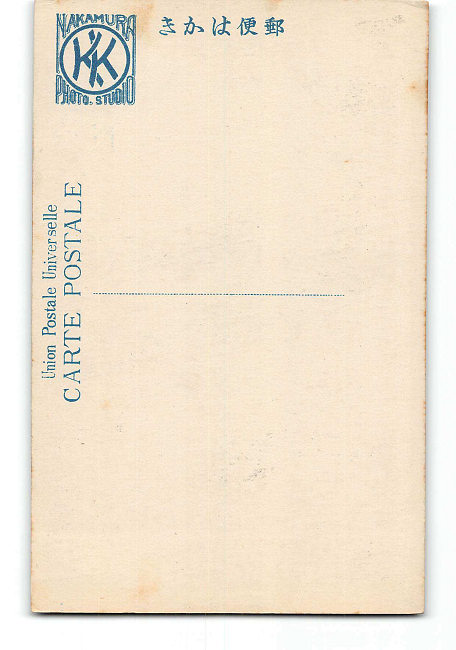 NAKAMURA
KK
PHOTO. STUDIO
きかは便郵
Union Postale Universelle
CARTE POSTALE